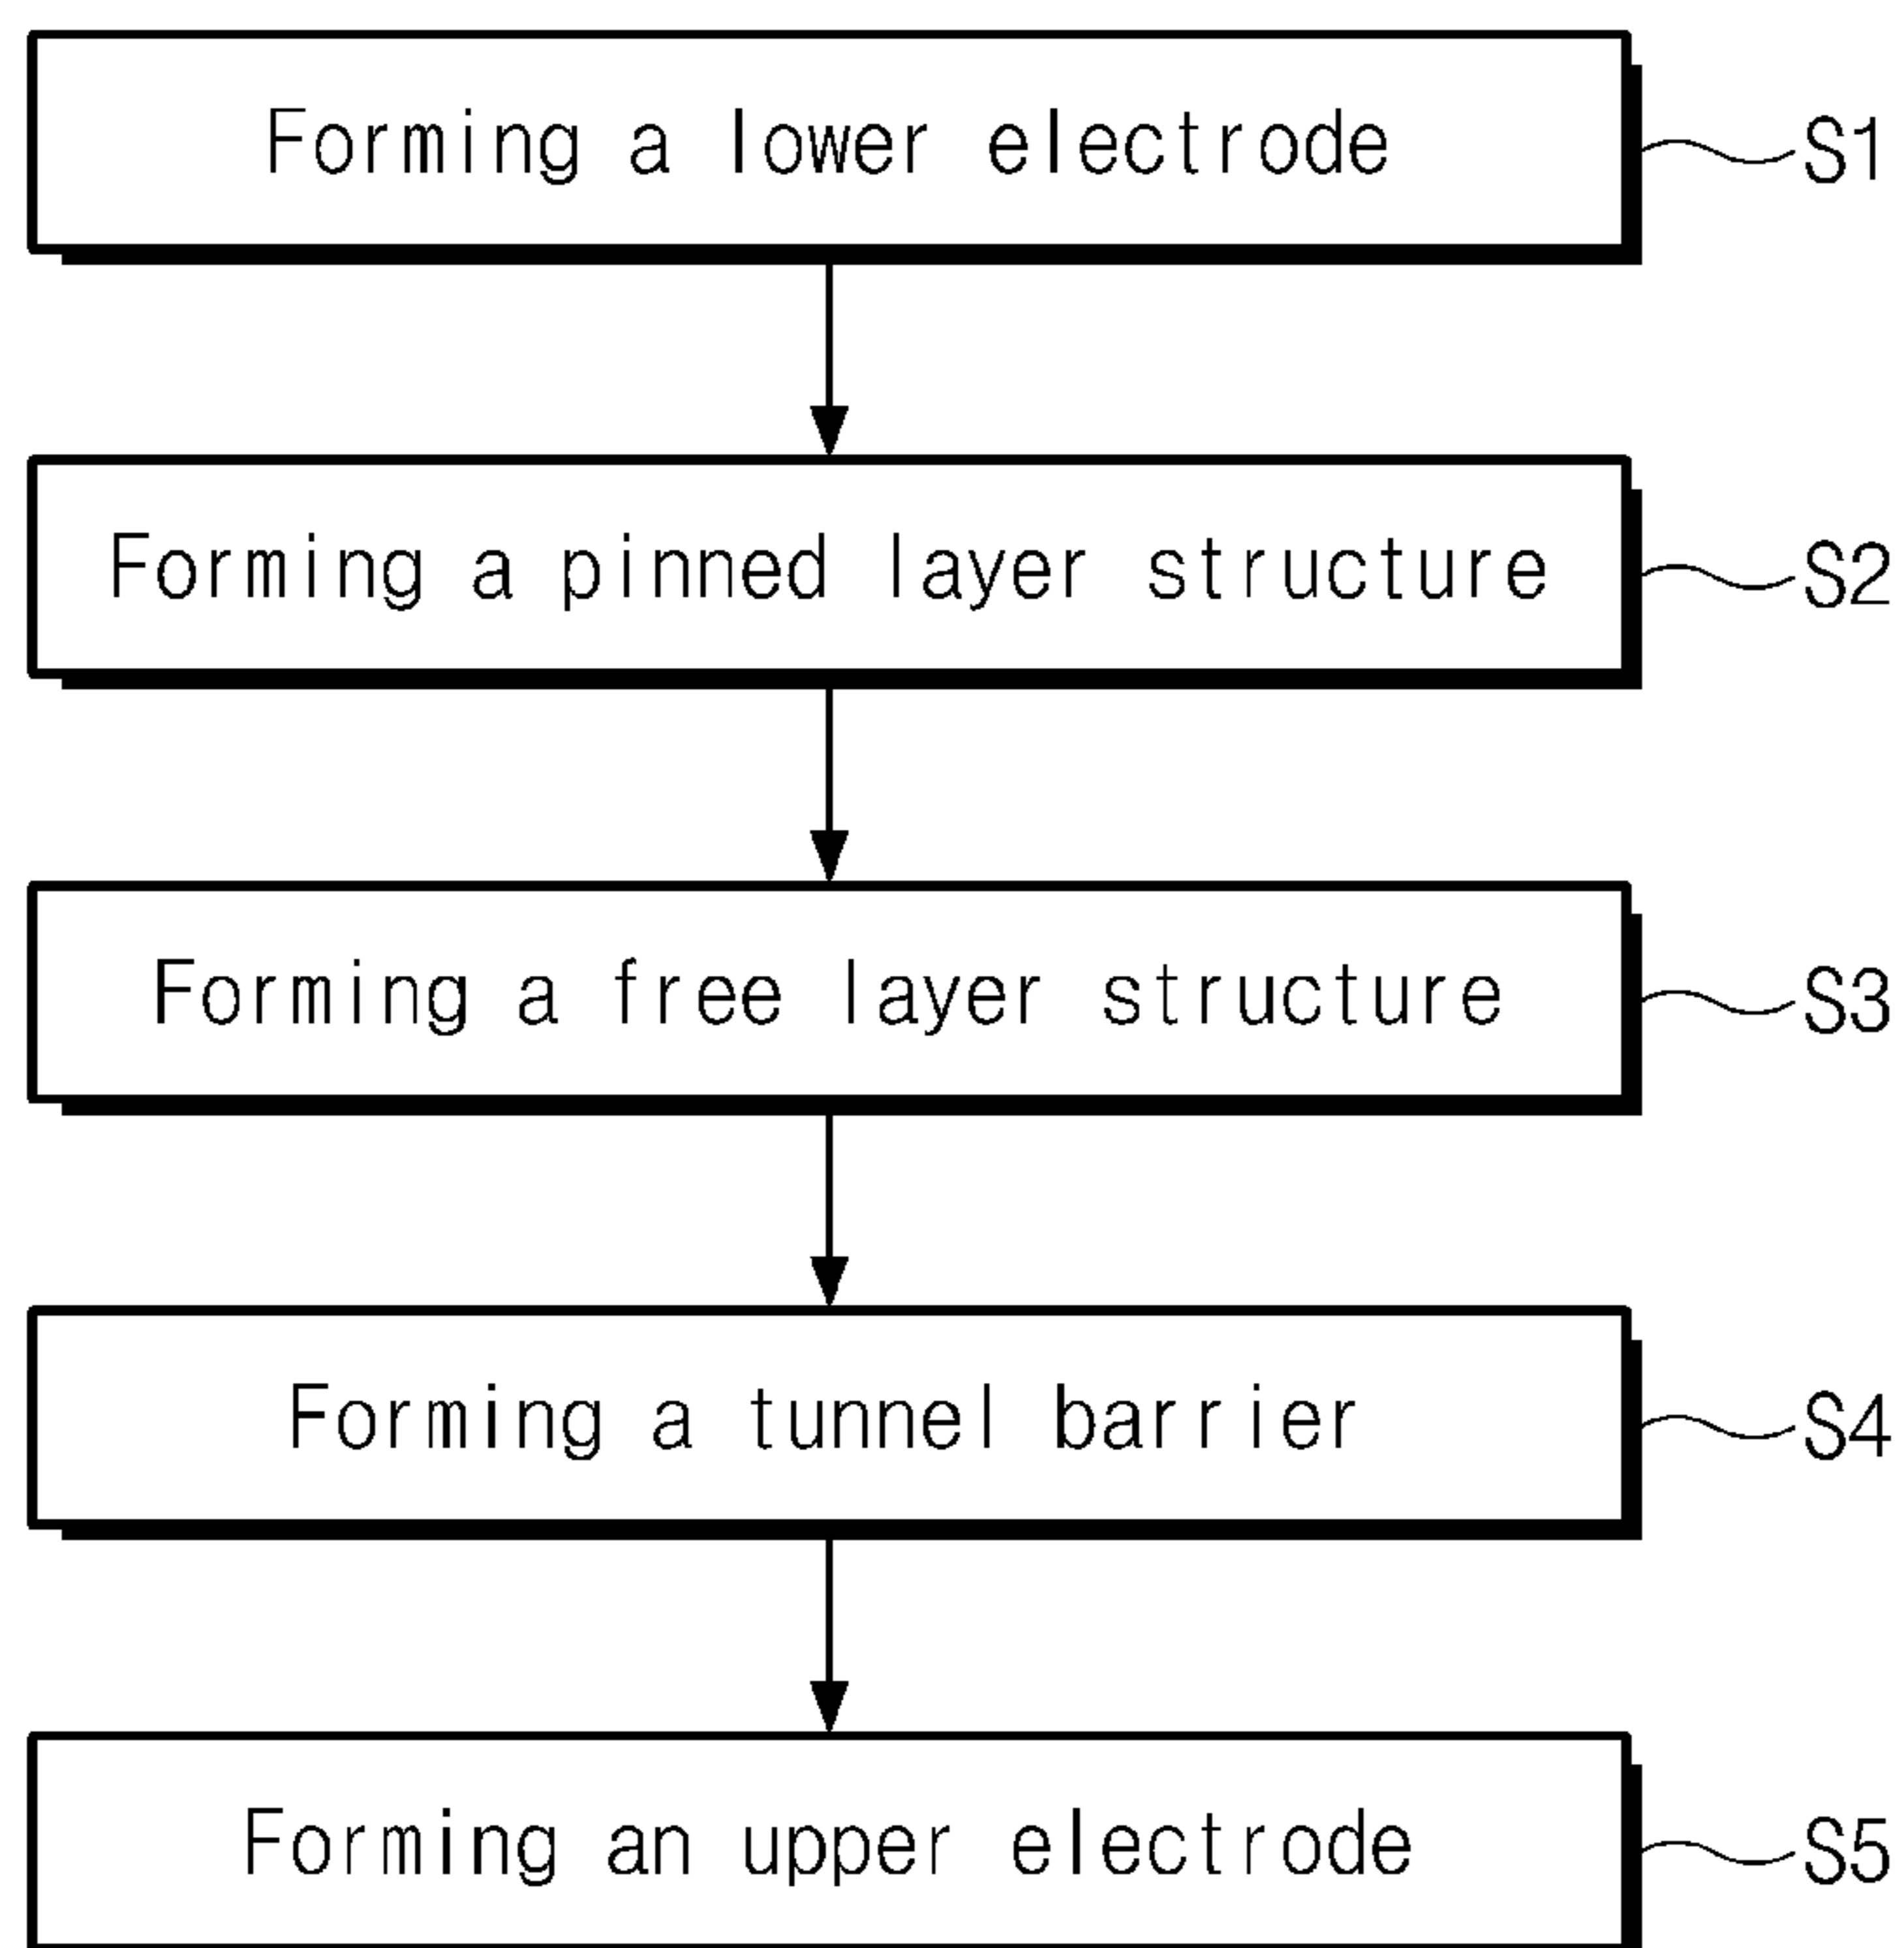 Forming a lower electrode S1
Forming a pinned layer structure S2
Forming a free layer structure S3
Forming a tunnel barrier S4
Forming an upper electrode S5